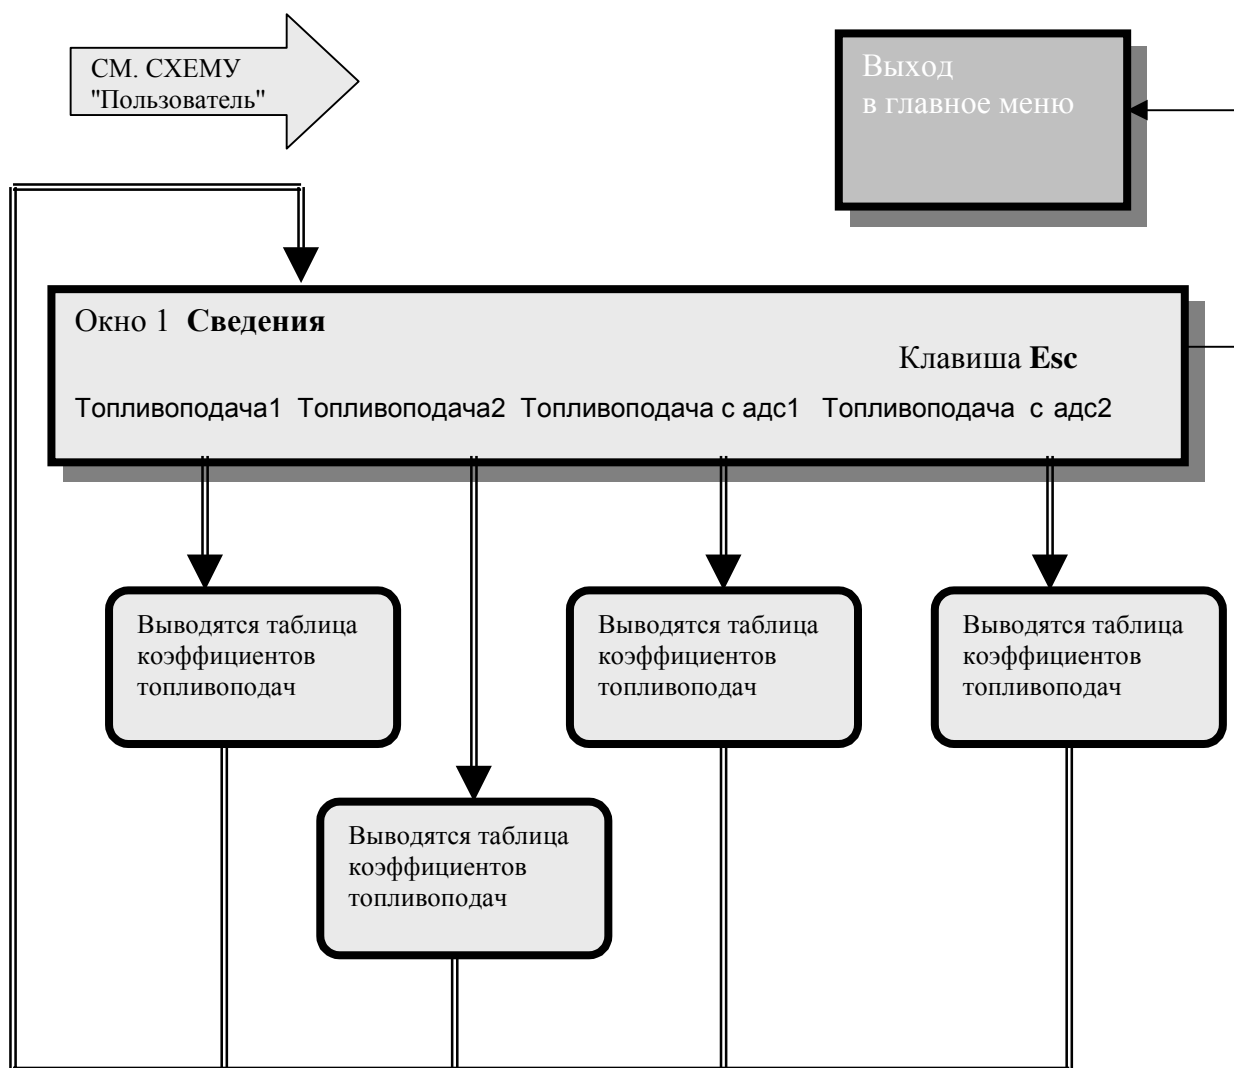 СМ. СХЕМУ
"Пользователь"
Выход
в главное меню
Окно 1 Сведения
Клавиша Esc
Топливоподача1 Топливоподача2 Топливоподача с адс1 Топливоподача с адс2
Выводятся таблица
коэффициентов
топливоподач
Выводятся таблица
коэффициентов
топливоподач
Выводятся таблица
коэффициентов
топливоподач
Выводятся таблица
коэффициентов
топливоподач